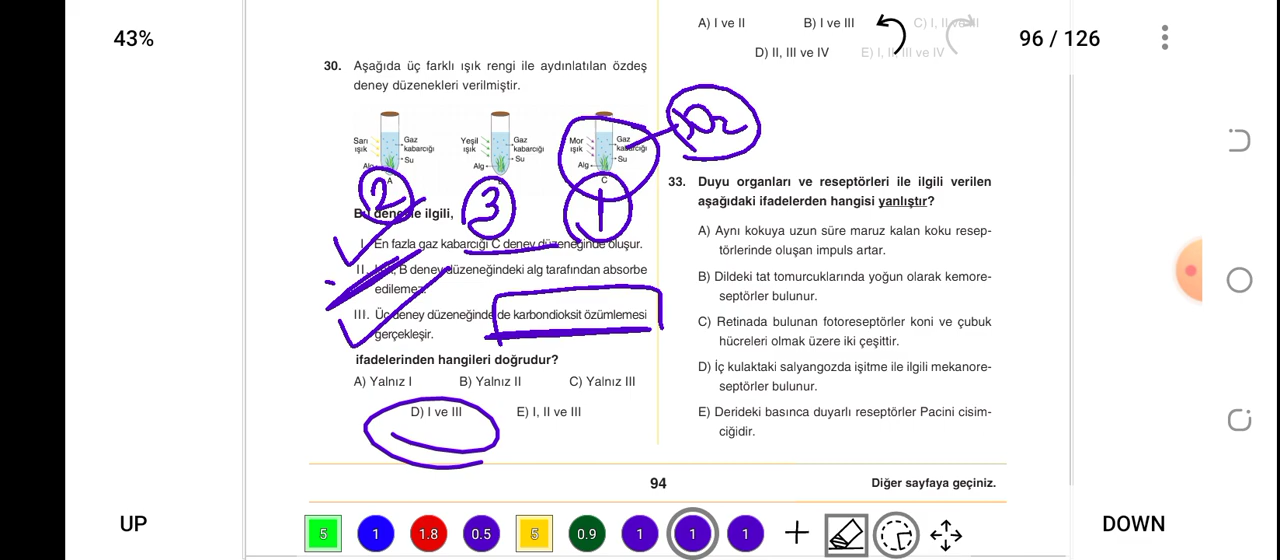 43%
96 / 126
A) I ve II
B) I ve III
C) I, II ve III
D) II, III ve IV
E) I, II, III ve IV
30. Aşağıda üç farklı ışık rengi ile aydınlatılan özdeş
deney düzenekleri verilmiştir.
Sarı ışık
Gaz kabarcığı
Su
Alg
A
Yeşil ışık
Gaz kabarcığı
Su
Alg
Mor ışık
Gaz kabarcığı
Su
Alg
C
2
3
1
Bu deneyle ilgili,
I. En fazla gaz kabarcığı C deney düzeneğinde oluşur.
II. B deney düzeneğindeki alg tarafından absorbe
edilemez.
III. Üç deney düzeneğinde de karbondioksit özümlemesi
gerçekleşir.
ifadelerinden hangileri doğrudur?
A) Yalnız I
B) Yalnız II
C) Yalnız III
D) I ve III
E) I, II ve III
33. Duyu organları ve reseptörleri ile ilgili verilen
aşağıdaki ifadelerden hangisi yanlıştır?
A) Aynı kokuya uzun süre maruz kalan koku resep-
törlerinde oluşan impuls artar.
B) Dildeki tat tomurcuklarında yoğun olarak kemore-
septörler bulunur.
C) Retinada bulunan fotoreseptörler koni ve çubuk
hücreleri olmak üzere iki çeşittir.
D) İç kulaktaki salyangozda işitme ile ilgili mekanore-
septörler bulunur.
E) Derideki basınca duyarlı reseptörler Pacini cisim-
ciğidir.
94
Diğer sayfaya geçiniz.
UP
5
1
1.8
0.5
5
0.9
1
1
1
DOWN